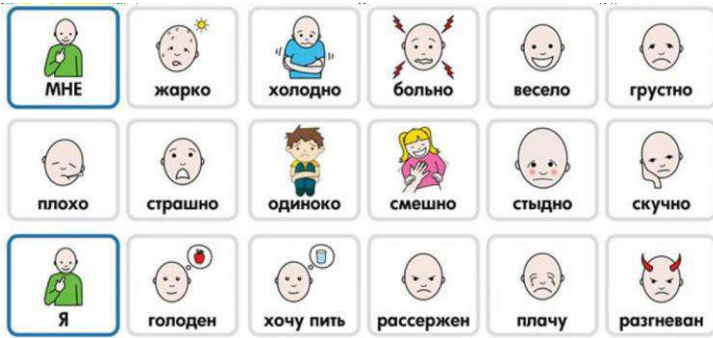 МНЕ жарко холодно больно весело грустно
плохо страшно одиноко смешно стыдно скучно
Я голоден хочу пить рассержен плачу разгневан